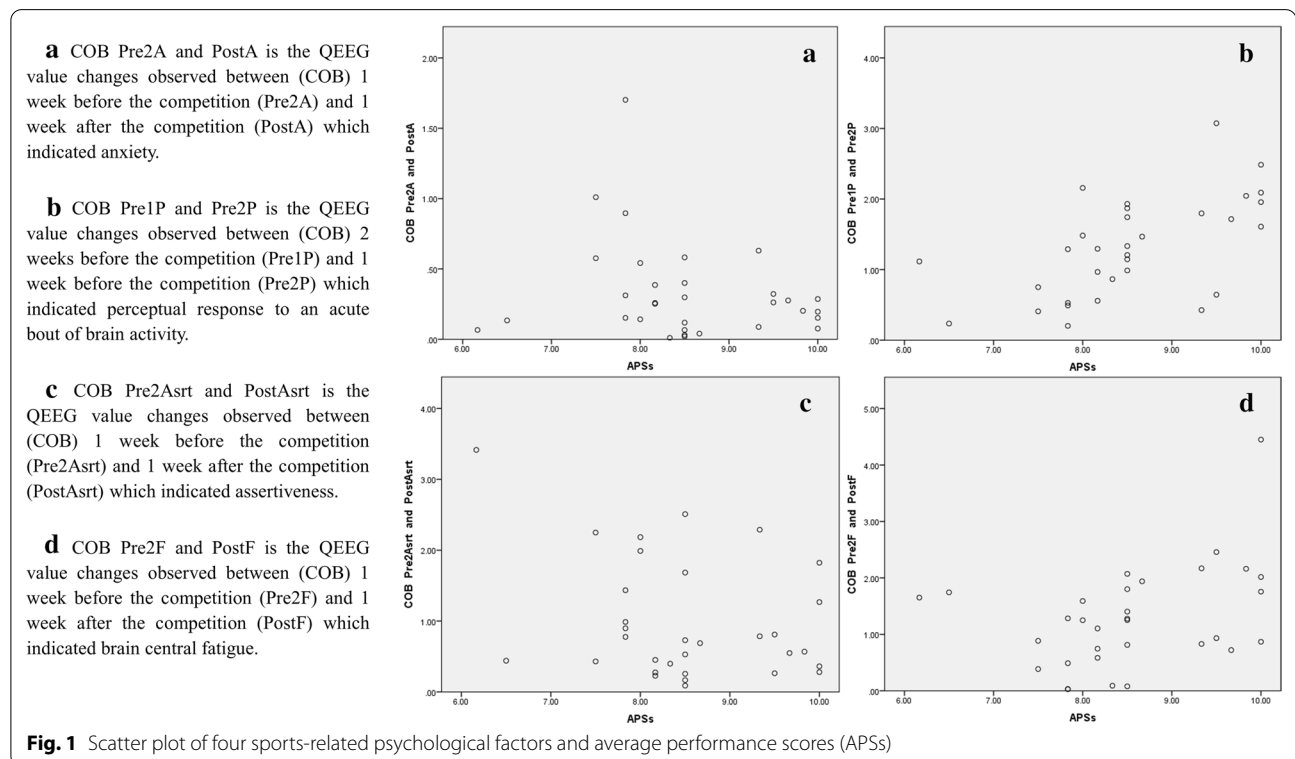 a COB Pre2A and PostA is the QEEG
value changes observed between (COB) 1
week before the competition (Pre2A) and 1
week after the competition (PostA) which
indicated anxiety.
b COB Pre1P and Pre2P is the QEEG
value changes observed between (COB) 2
weeks before the competition (Pre1P) and 1
week before the competition (Pre2P) which
indicated perceptual response to an acute
bout of brain activity.
c COB Pre2Asrt and PostAsrt is the
QEEG value changes observed between
(COB) 1 week before the competition
(Pre2Asrt) and 1 week after the competition
(PostAsrt) which indicated assertiveness.
d COB Pre2F and PostF is the QEEG
value changes observed between (COB) 1
week before the competition (Pre2F) and 1
week after the competition (PostF) which
indicated brain central fatigue.
a
COB Pre2A and PostA
2.00
1.50
1.00
.50
.00
6.00 7.00 8.00 9.00 10.00
APSs
b
COB Pre1P and Pre2P
4.00
3.00
2.00
1.00
.00
6.00 7.00 8.00 9.00 10.00
APSs
c
COB Pre2Asrt and PostAsrt
4.00
3.00
2.00
1.00
.00
6.00 7.00 8.00 9.00 10.00
APSs
d
COB Pre2F and PostF
5.00
4.00
3.00
2.00
1.00
.00
6.00 7.00 8.00 9.00 10.00
APSs
Fig. 1 Scatter plot of four sports-related psychological factors and average performance scores (APSs)